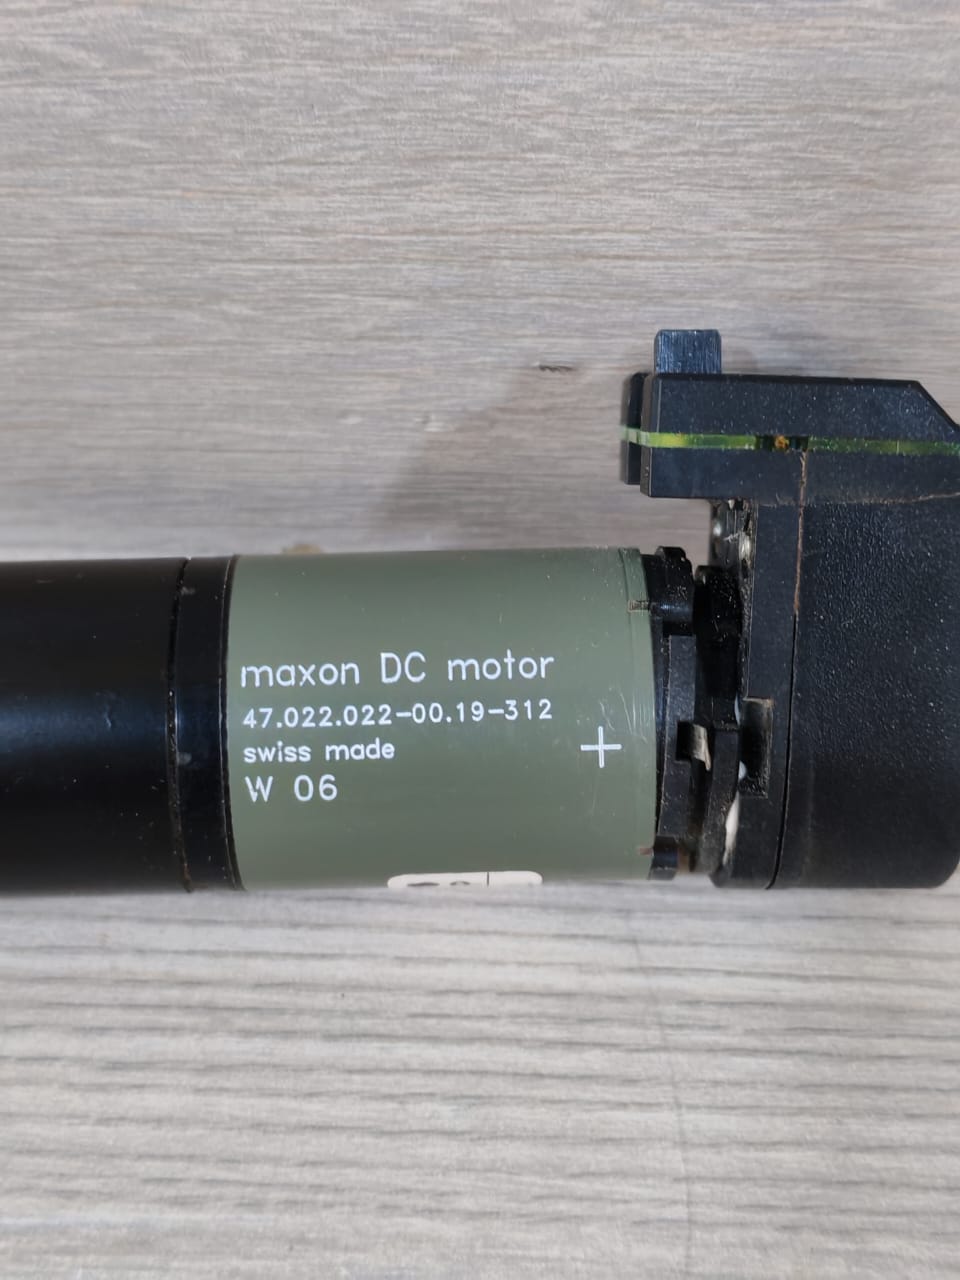 maxon DC motor
47.022.022-00.19-312
swiss made
W 06
+